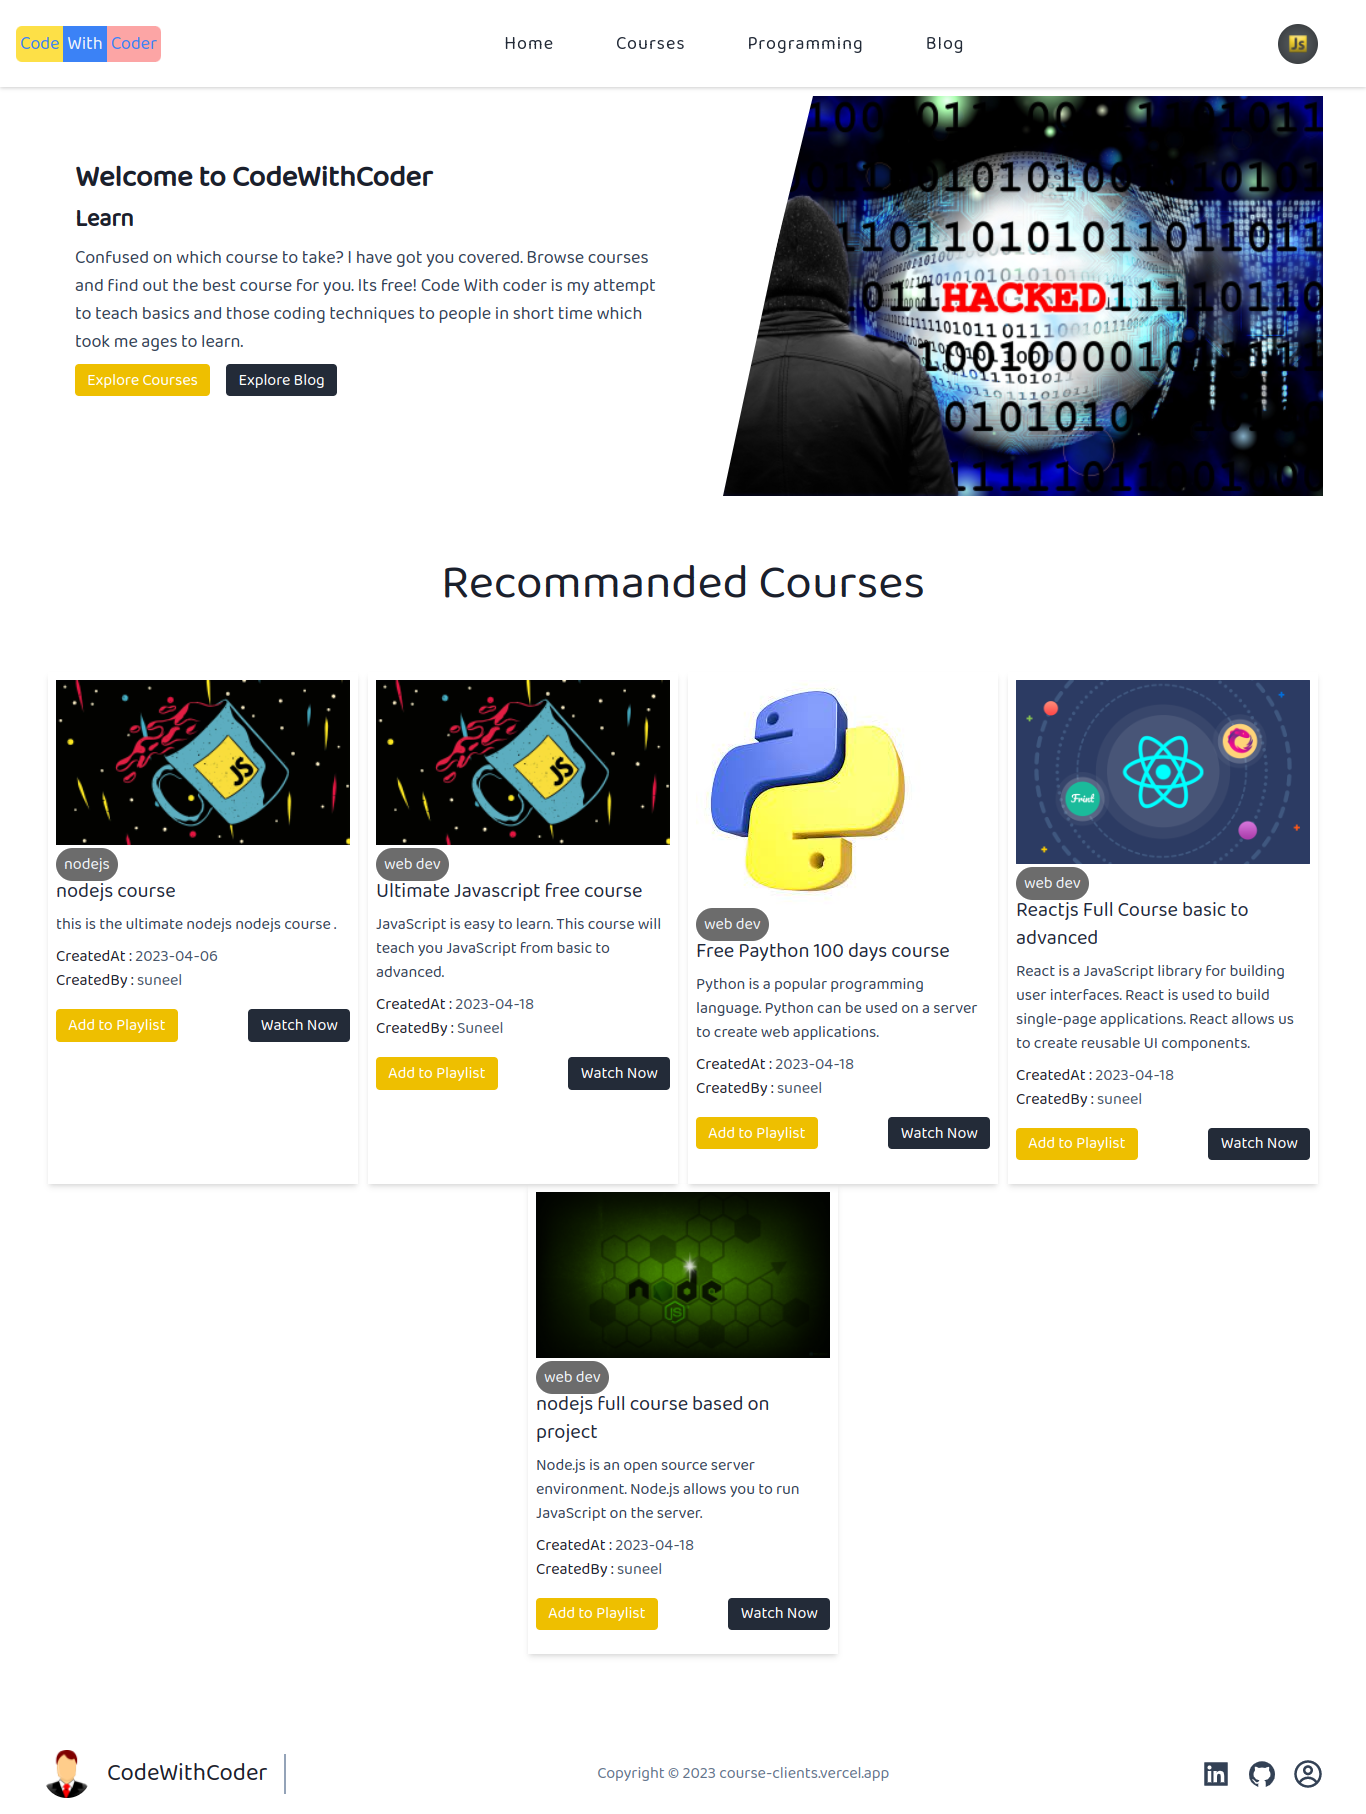 Code With Coder
Home
Courses
Programming
Blog
Js
Welcome to CodeWithCoder
Learn
Confused on which course to take? I have got you covered. Browse courses
and find out the best course for you. Its free! Code With coder is my attempt
to teach basics and those coding techniques to people in short time which
took me ages to learn.
Explore Courses
Explore Blog
HACKED
Recommanded Courses
JS
nodejs
nodejs course
this is the ultimate nodejs nodejs course .
CreatedAt : 2023-04-06
CreatedBy : suneel
Add to Playlist
Watch Now
JS
web dev
Ultimate Javascript free course
JavaScript is easy to learn. This course will
teach you JavaScript from basic to
advanced.
CreatedAt : 2023-04-18
CreatedBy : Suneel
Add to Playlist
Watch Now
web dev
Free Paython 100 days course
Python is a popular programming
language. Python can be used on a server
to create web applications.
CreatedAt : 2023-04-18
CreatedBy : suneel
Add to Playlist
Watch Now
Frint
web dev
Reactjs Full Course basic to
advanced
React is a JavaScript library for building
user interfaces. React is used to build
single-page applications. React allows us
to create reusable UI components.
CreatedAt : 2023-04-18
CreatedBy : suneel
Add to Playlist
Watch Now
node
JS
web dev
nodejs full course based on
project
Node.js is an open source server
environment. Node.js allows you to run
JavaScript on the server.
CreatedAt : 2023-04-18
CreatedBy : suneel
Add to Playlist
Watch Now
CodeWithCoder
Copyright © 2023 course-clients.vercel.app
in